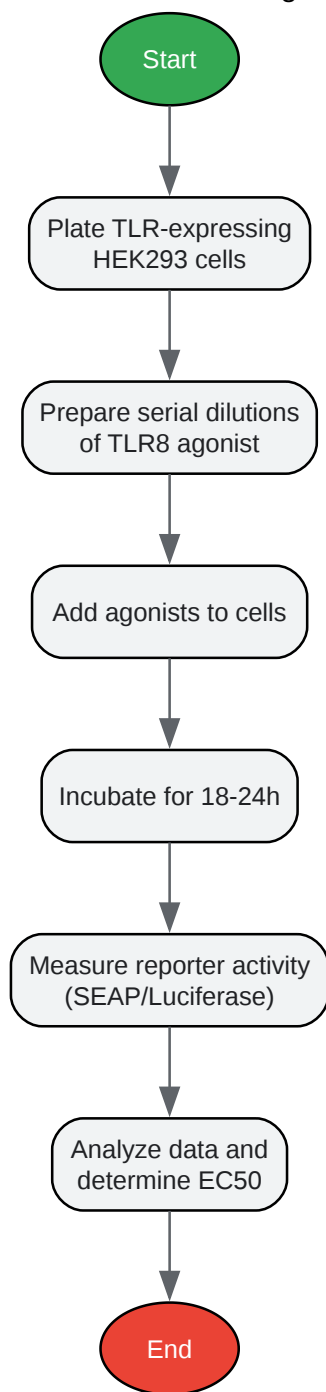 Start
Plate TLR-expressing
HEK293 cells
Prepare serial dilutions
of TLR8 agonist
Add agonists to cells
Incubate for 18-24h
Measure reporter activity
(SEAP/Luciferase)
Analyze data and
determine EC50
End